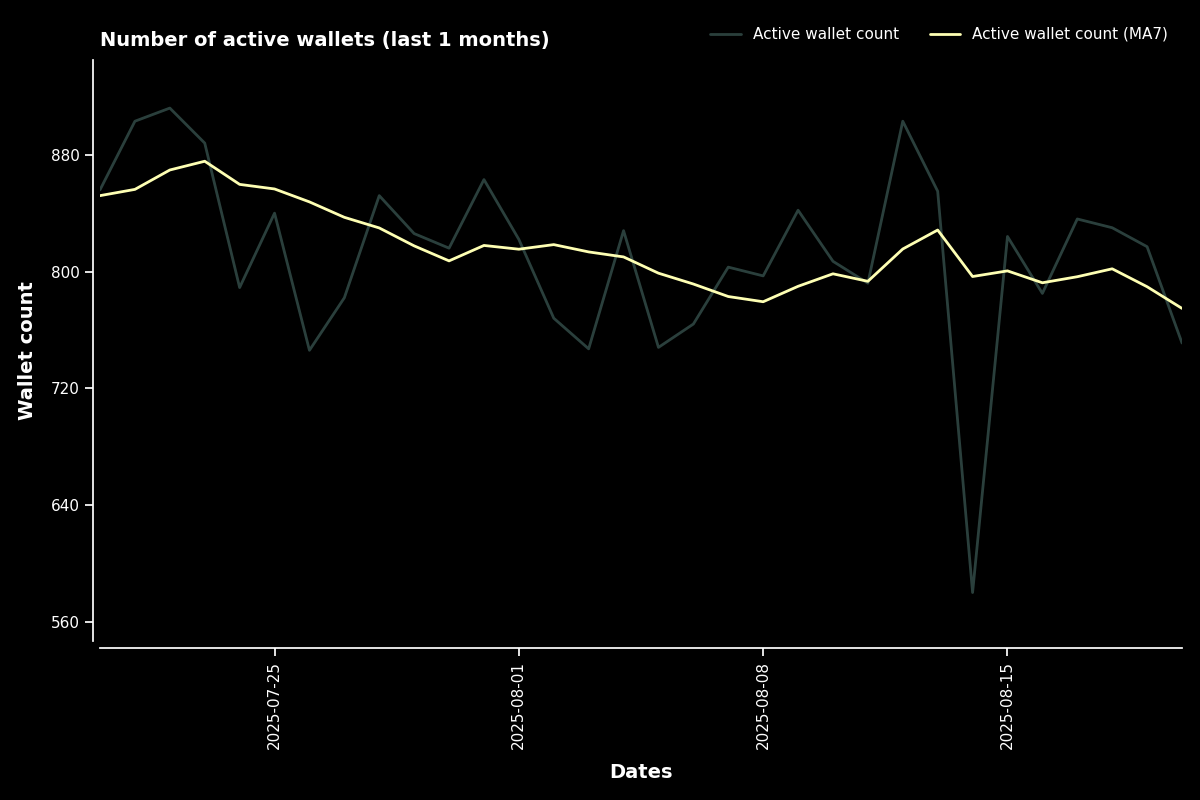 Number of active wallets (last 1 months)
Active wallet count
Active wallet count (MA7)
Wallet count
880
800
720
640
560
2025-07-25
2025-08-01
2025-08-08
2025-08-15
Dates